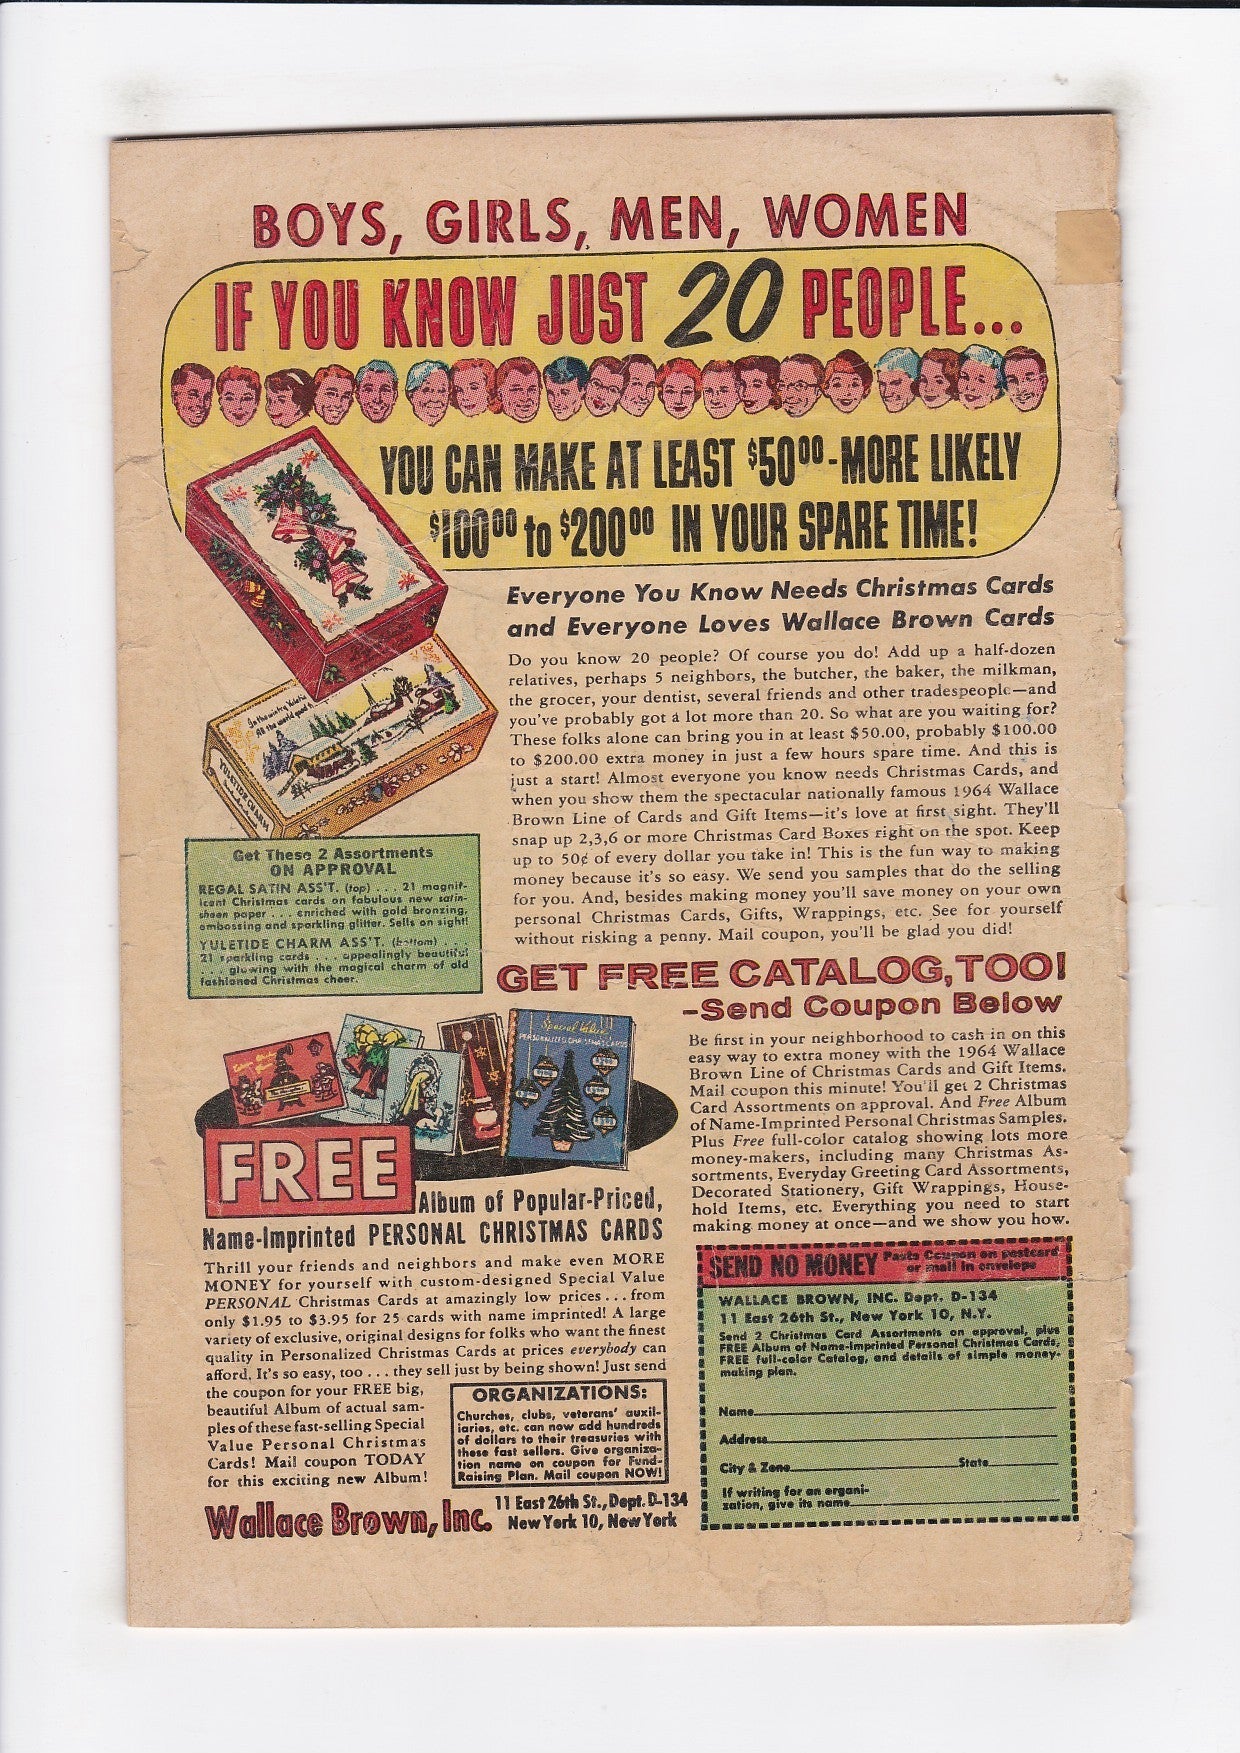 BOYS, GIRLS, MEN, WOMEN
IF YOU KNOW JUST 20 PEOPLE...
YOU CAN MAKE AT LEAST $50⁰⁰-MORE LIKELY
$100⁰⁰ to $200⁰⁰ IN YOUR SPARE TIME!
Everyone You Know Needs Christmas Cards
and Everyone Loves Wallace Brown Cards
Do you know 20 people? Of course you do! Add up a half-dozen
relatives, perhaps 5 neighbors, the butcher, the baker, the milkman,
the grocer, your dentist, several friends and other tradespeople—and
you've probably got a lot more than 20. So what are you waiting for?
These folks alone can bring you in at least $50.00, probably $100.00
to $200.00 extra money in just a few hours spare time. And this is
just a start! Almost everyone you know needs Christmas Cards, and
when you show them the spectacular nationally famous 1964 Wallace
Brown Line of Cards and Gift Items—it's love at first sight. They'll
snap up 2,3,6 or more Christmas Card Boxes right on the spot. Keep
up to 50¢ of every dollar you take in! This is the fun way to making
money because it's so easy. We send you samples that do the selling
for you. And, besides making money you'll save money on your own
personal Christmas Cards, Gifts, Wrappings, etc. See for yourself
without risking a penny. Mail coupon, you'll be glad you did!
YULETIDE CHARM
Get These 2 Assortments
ON APPROVAL
REGAL SATIN ASS'T. (top) . . . 21 magnif-
icent Christmas cards on fabulous new satin-
sheen paper . . . enriched with gold bronzing,
embossing and sparkling glitter. Sells on sight!
YULETIDE CHARM ASS'T. (bottom) . . .
21 sparkling cards . . . appealingly beautiful
. . . glowing with the magical charm of old
fashioned Christmas cheer.
GET FREE CATALOG, TOO!
-Send Coupon Below
Be first in your neighborhood to cash in on this
easy way to extra money with the 1964 Wallace
Brown Line of Christmas Cards and Gift Items.
Mail coupon this minute! You'll get 2 Christmas
Card Assortments on approval. And Free Album
of Name-Imprinted Personal Christmas Samples.
Plus Free full-color catalog showing lots more
money-makers, including many Christmas As-
sortments, Everyday Greeting Card Assortments,
Decorated Stationery, Gift Wrappings, House-
hold Items, etc. Everything you need to start
making money at once—and we show you how.
Special Value
PERSONALIZED CHRISTMAS CARDS
FREE
Album of Popular-Priced,
Name-Imprinted PERSONAL CHRISTMAS CARDS
Thrill your friends and neighbors and make even MORE
MONEY for yourself with custom-designed Special Value
PERSONAL Christmas Cards at amazingly low prices . . . from
only $1.95 to $3.95 for 25 cards with name imprinted! A large
variety of exclusive, original designs for folks who want the finest
quality in Personalized Christmas Cards at prices everybody can
afford. It's so easy, too . . . they sell just by being shown! Just send
the coupon for your FREE big,
beautiful Album of actual sam-
ples of these fast-selling Special
Value Personal Christmas
Cards! Mail coupon TODAY
for this exciting new Album!
ORGANIZATIONS:
Churches, clubs, veterans' auxil-
iaries, etc. can now add hundreds
of dollars to their treasuries with
these fast sellers. Give organiza-
tion name on coupon for Fund-
Raising Plan. Mail coupon NOW!
Wallace Brown, Inc. 11 East 26th St., Dept. D-134
New York 10, New York
SEND NO MONEY Paste Coupon on postcard
or mail in envelope
WALLACE BROWN, INC. Dept. D-134
11 East 26th St., New York 10, N.Y.
Send 2 Christmas Card Assortments on approval, plus
FREE Album of Name-Imprinted Personal Christmas Cards,
FREE full-color Catalog, and details of simple money-
making plan.
Name
Address
City & Zone State
If writing for an organi-
zation, give its name